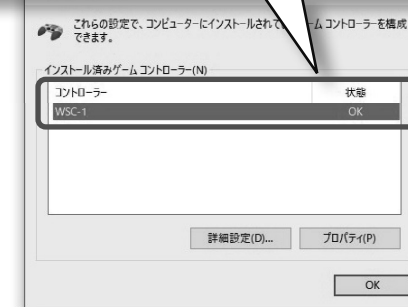 これらの設定で、コンピューターにインストールされて ーム コントローラーを構成
できます。
インストール済みゲーム コントローラー(N)
コントローラー 状態
WSC-1 OK
詳細設定(D)... プロパティ(P)
OK